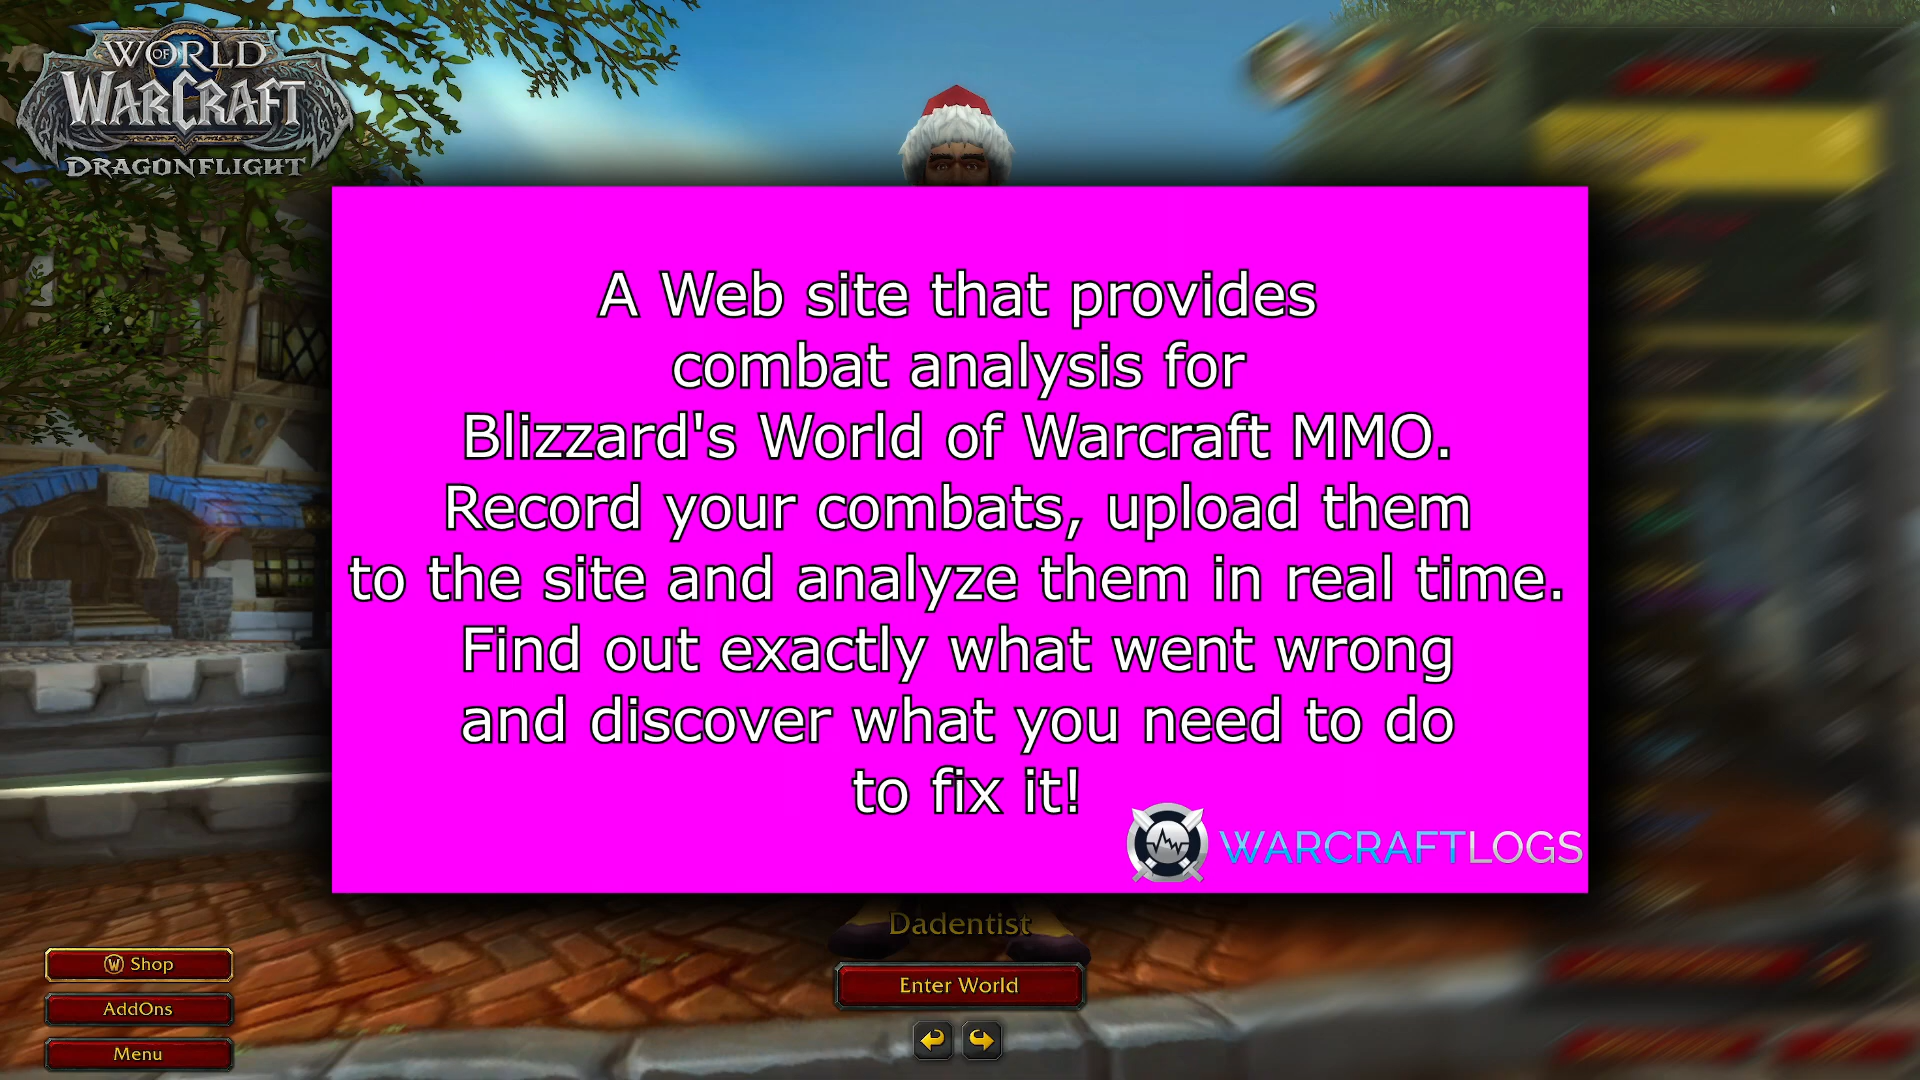 WORLD OF
WARCRAFT
DRAGONFLIGHT
A Web site that provides
combat analysis for
Blizzard's World of Warcraft MMO.
Record your combats, upload them
to the site and analyze them in real time.
Find out exactly what went wrong
and discover what you need to do
to fix it!
WARCRAFTLOGS
Dadentist
Shop
Enter World
AddOns
Menu